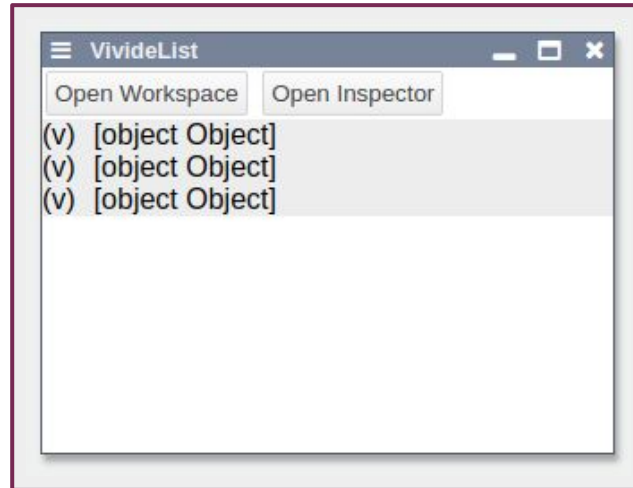 VivideList
Open Workspace Open Inspector
(v) [object Object]
(v) [object Object]
(v) [object Object]